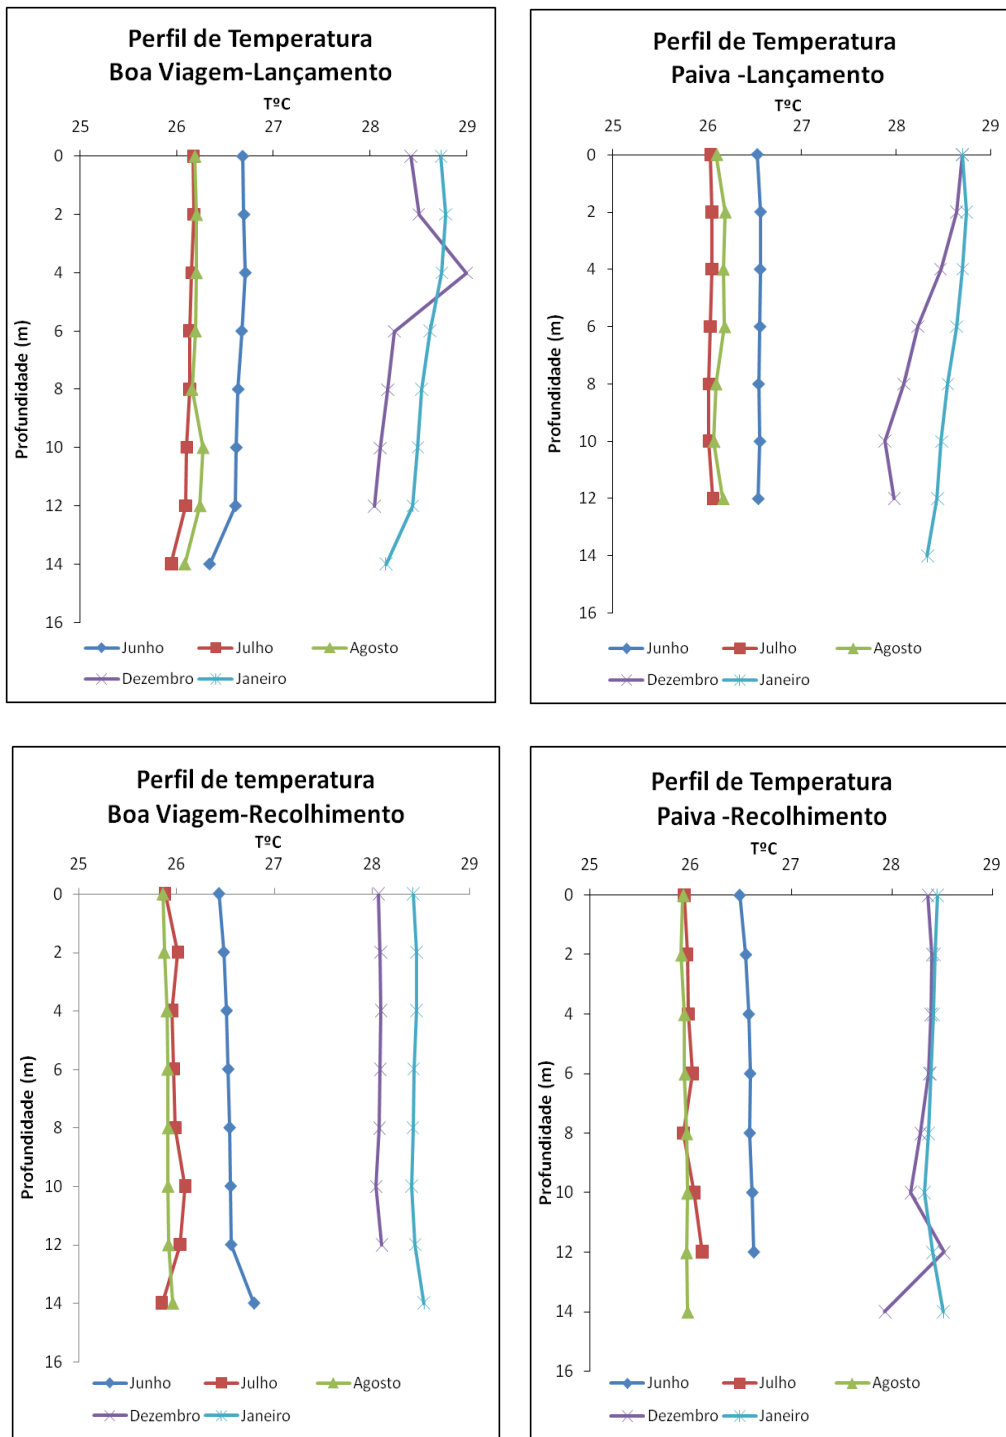 Perfil de Temperatura
Boa Viagem-Lançamento
TºC
25 26 27 28 29
0
2
4
6
8
10
12
14
16
Profundidade (m)
Junho Julho Agosto
Dezembro Janeiro
Perfil de Temperatura
Paiva -Lançamento
TºC
25 26 27 28 29
0
2
4
6
8
10
12
14
16
Profundidade (m)
Junho Julho Agosto
Dezembro Janeiro
Perfil de temperatura
Boa Viagem-Recolhimento
TºC
25 26 27 28 29
0
2
4
6
8
10
12
14
16
Profundidade (m)
Junho Julho Agosto
Dezembro Janeiro
Perfil de Temperatura
Paiva -Recolhimento
TºC
25 26 27 28 29
0
2
4
6
8
10
12
14
16
Profundidade (m)
Junho Julho Agosto
Dezembro Janeiro